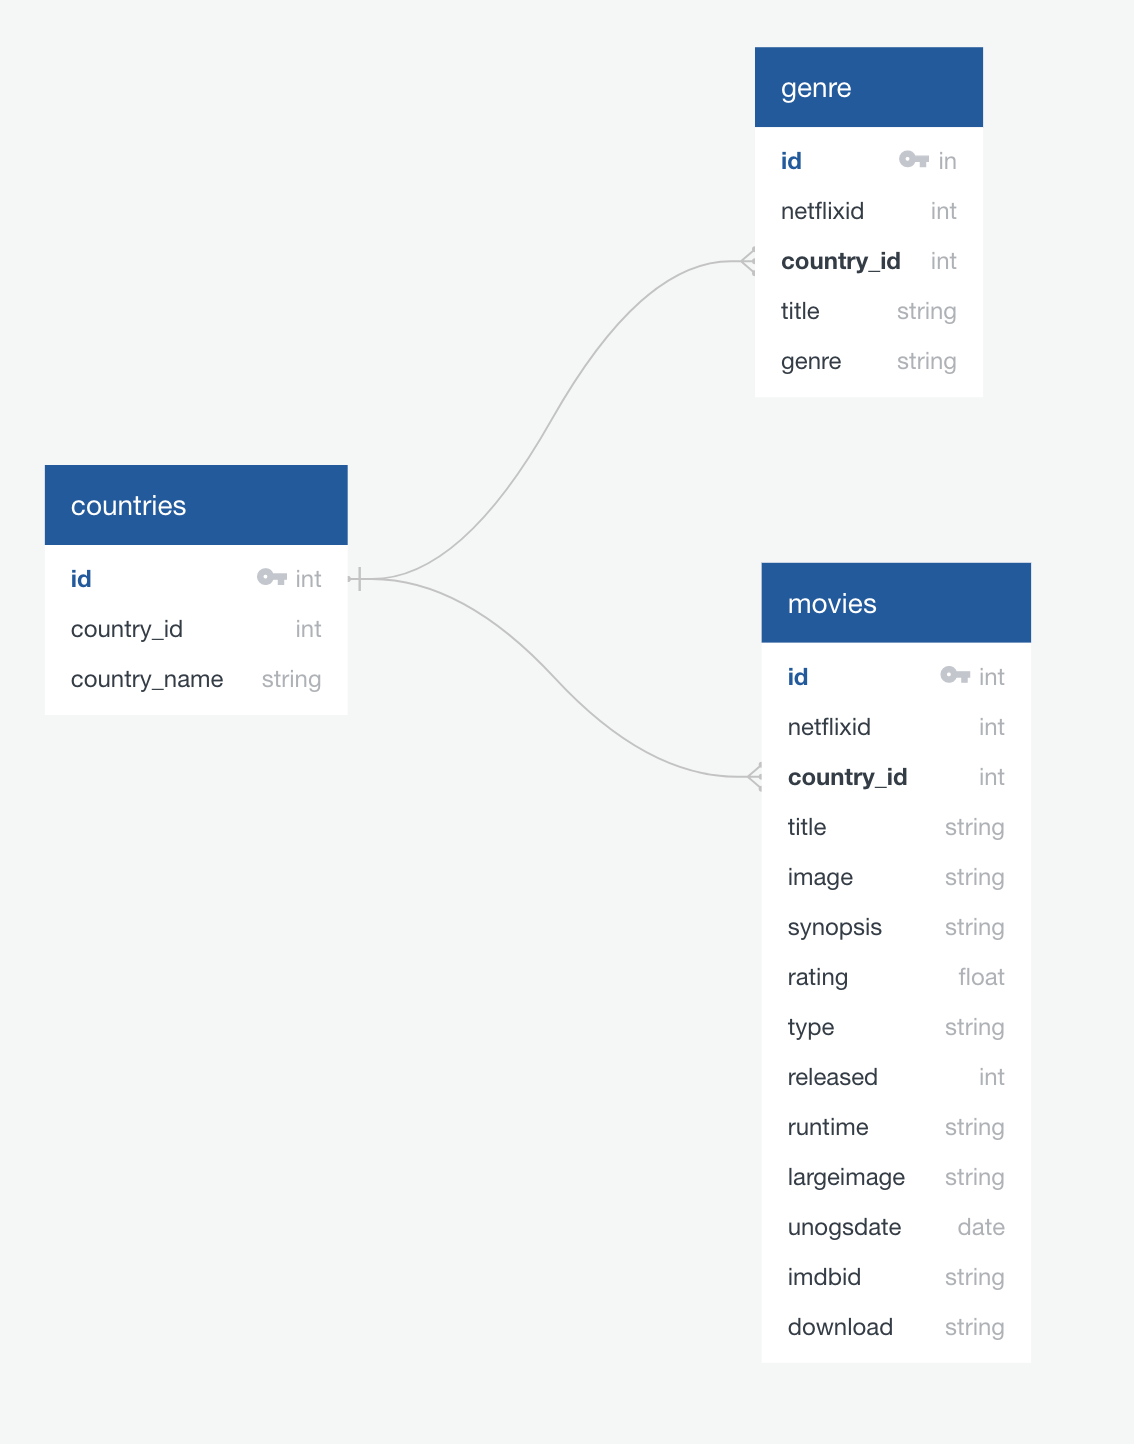 genre
id in
netflixid int
country_id int
title string
genre string
countries
id int
country_id int
country_name string
movies
id int
netflixid int
country_id int
title string
image string
synopsis string
rating float
type string
released int
runtime string
largeimage string
unogsdate date
imdbid string
download string